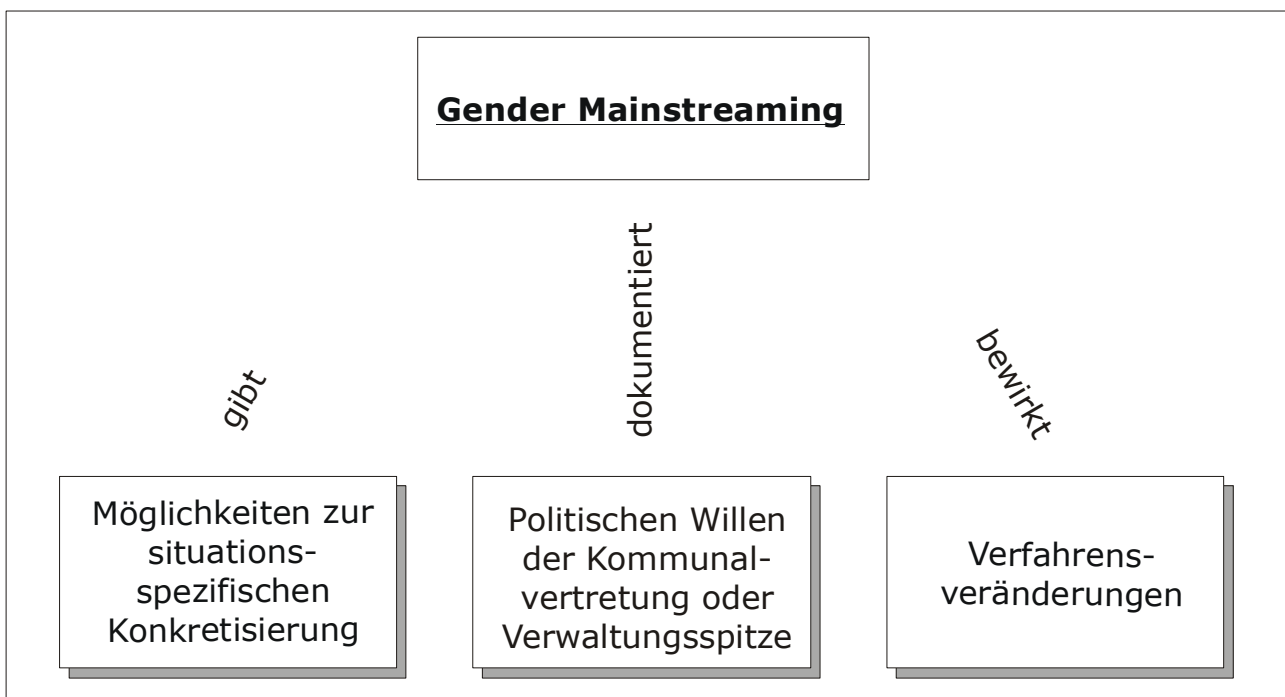 Gender Mainstreaming
gibt
dokumentiert
bewirkt
Möglichkeiten zur
situations-
spezifischen
Konkretisierung
Politischen Willen
der Kommunal-
vertretung oder
Verwaltungsspitze
Verfahrens-
veränderungen